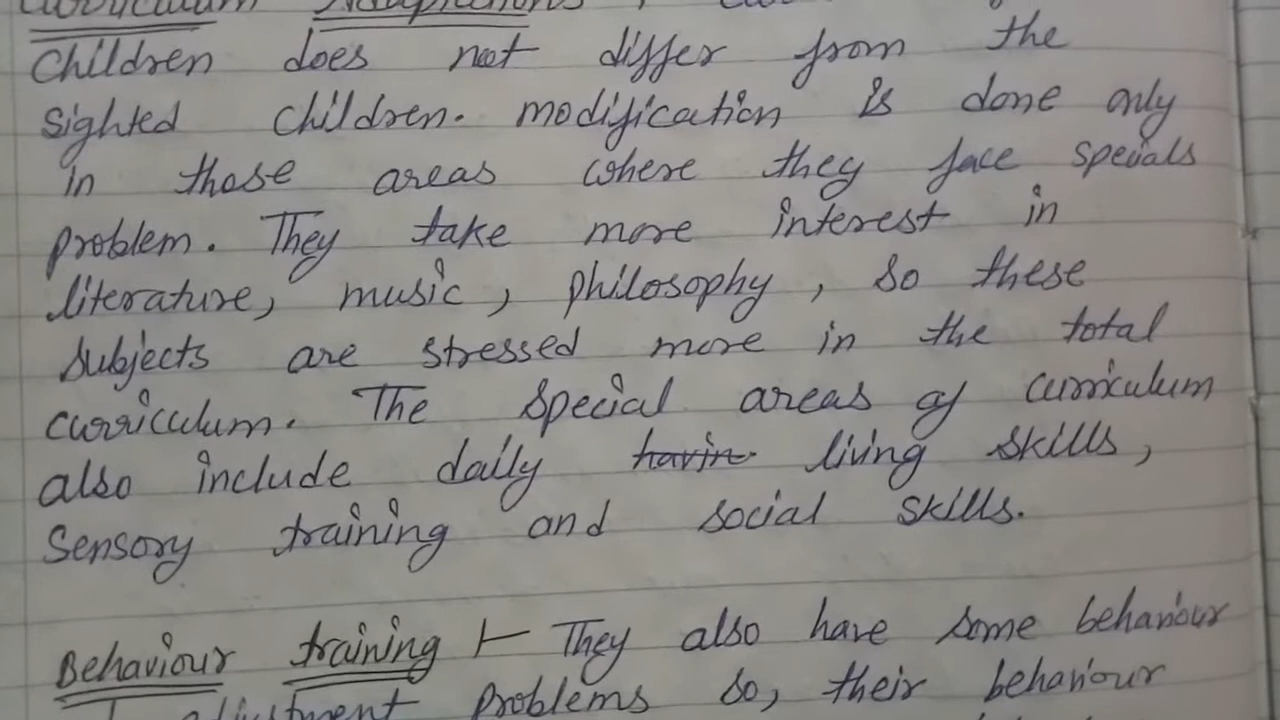 Curriculum Adaptations
Children does not differ from the
sighted children. modification is done only
in those areas where they face specials
problem. They take more interest in
literature, music, philosophy, so these
subjects are stressed more in the total
curriculum. The special areas of curriculum
also include daily havin living skills,
sensory training and social skills.
Behaviour training :- They also have some behaviour
adjustment problems so, their behaviour